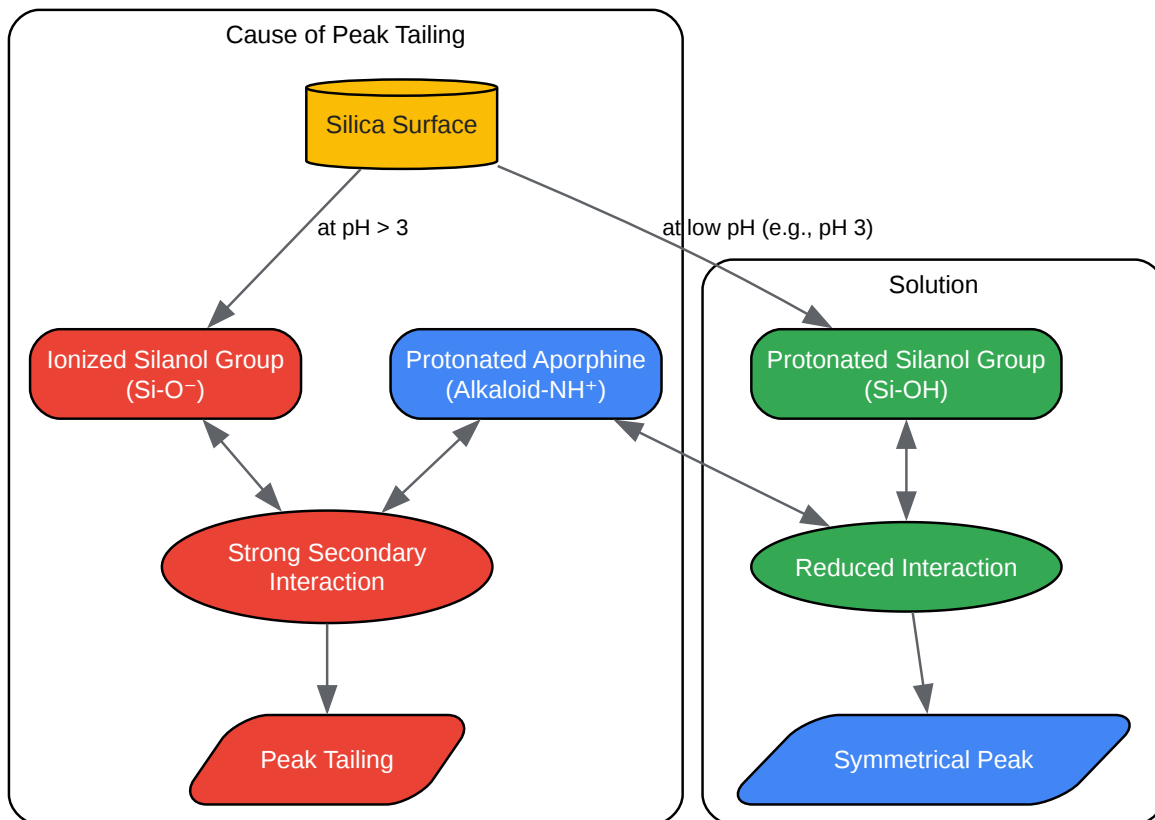 Cause of Peak Tailing
Silica Surface
at pH > 3
at low pH (e.g., pH 3)
Solution
Ionized Silanol Group
(Si-O⁻)
Protonated Aporphine
(Alkaloid-NH⁺)
Protonated Silanol Group
(Si-OH)
Strong Secondary
Interaction
Reduced Interaction
Peak Tailing
Symmetrical Peak